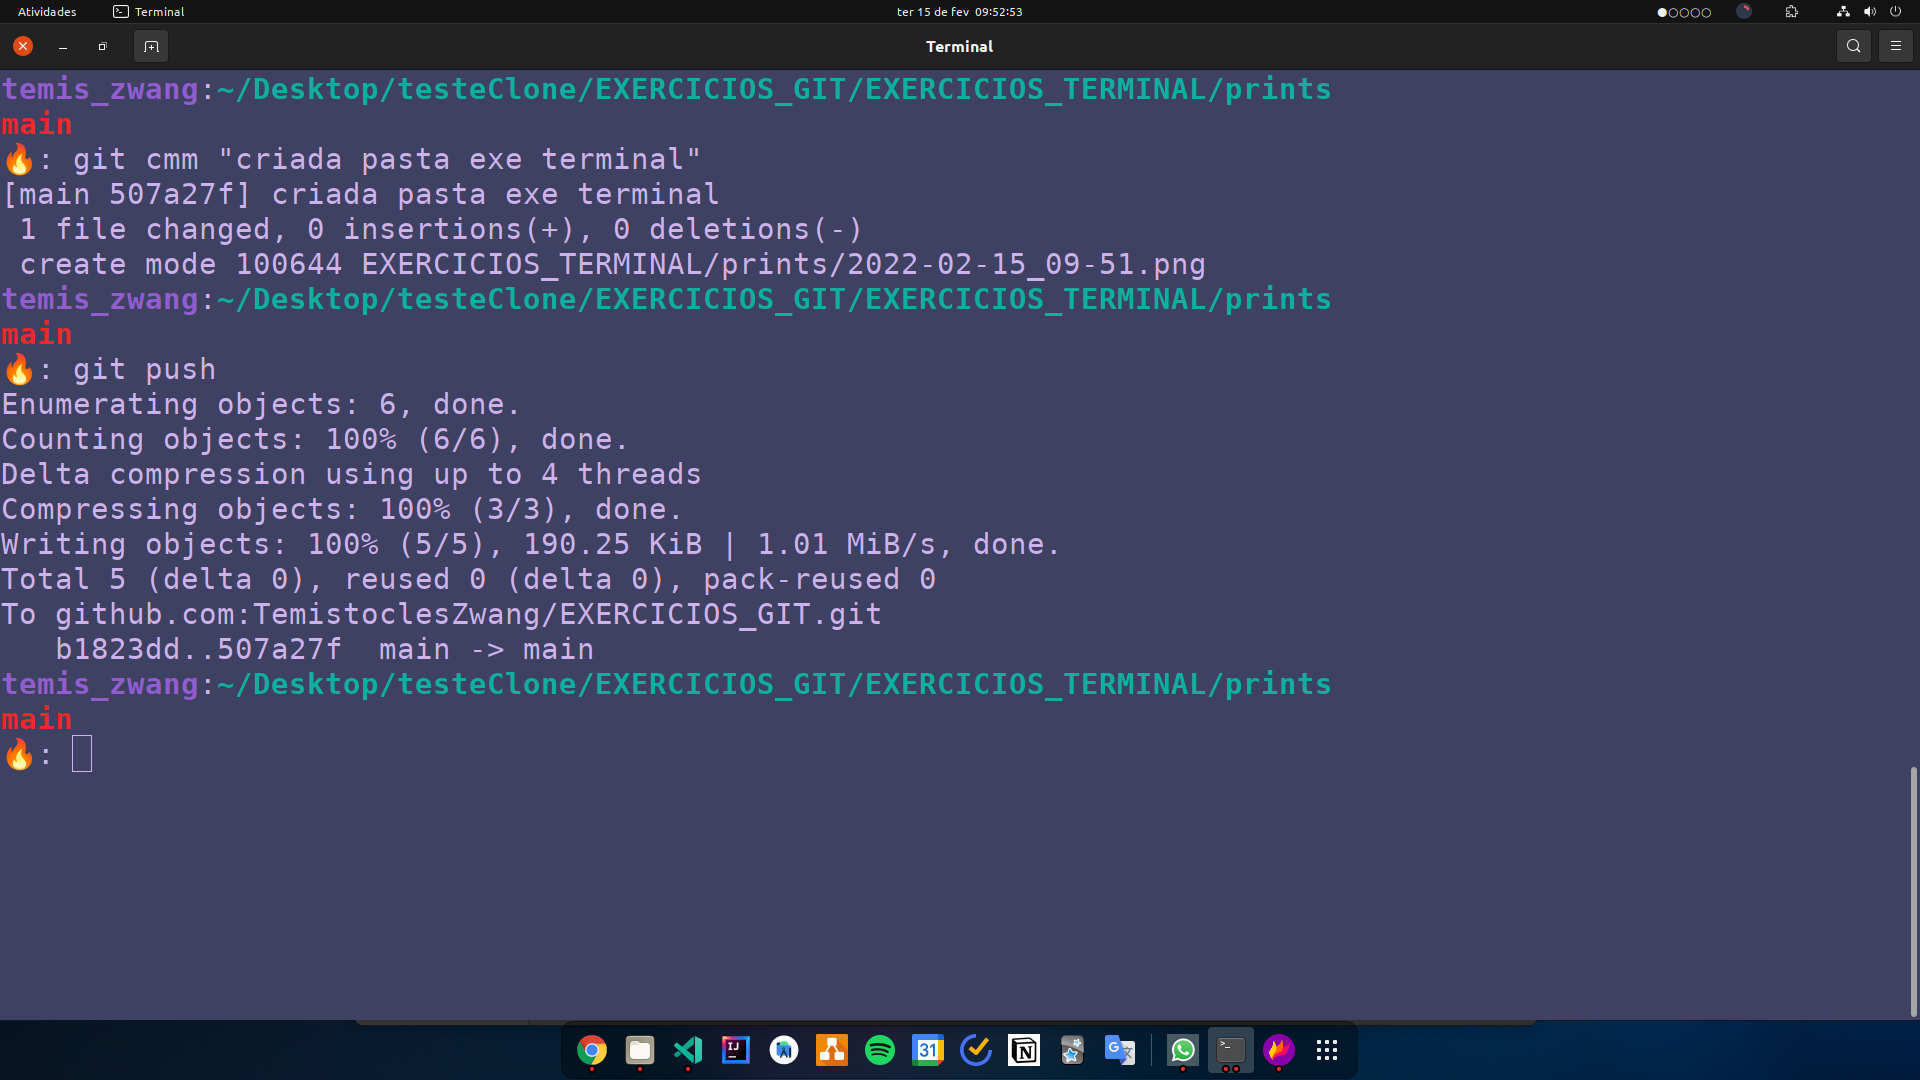 Atividades
Terminal
ter 15 de fev 09:52:53
Terminal
temis_zwang:~/Desktop/testeClone/EXERCICIOS_GIT/EXERCICIOS_TERMINAL/prints
main
🔥: git cmm "criada pasta exe terminal"
[main 507a27f] criada pasta exe terminal
 1 file changed, 0 insertions(+), 0 deletions(-)
 create mode 100644 EXERCICIOS_TERMINAL/prints/2022-02-15_09-51.png
temis_zwang:~/Desktop/testeClone/EXERCICIOS_GIT/EXERCICIOS_TERMINAL/prints
main
🔥: git push
Enumerating objects: 6, done.
Counting objects: 100% (6/6), done.
Delta compression using up to 4 threads
Compressing objects: 100% (3/3), done.
Writing objects: 100% (5/5), 190.25 KiB | 1.01 MiB/s, done.
Total 5 (delta 0), reused 0 (delta 0), pack-reused 0
To github.com:TemistoclesZwang/EXERCICIOS_GIT.git
   b1823dd..507a27f  main -> main
temis_zwang:~/Desktop/testeClone/EXERCICIOS_GIT/EXERCICIOS_TERMINAL/prints
main
🔥:
IJ
31
N
G